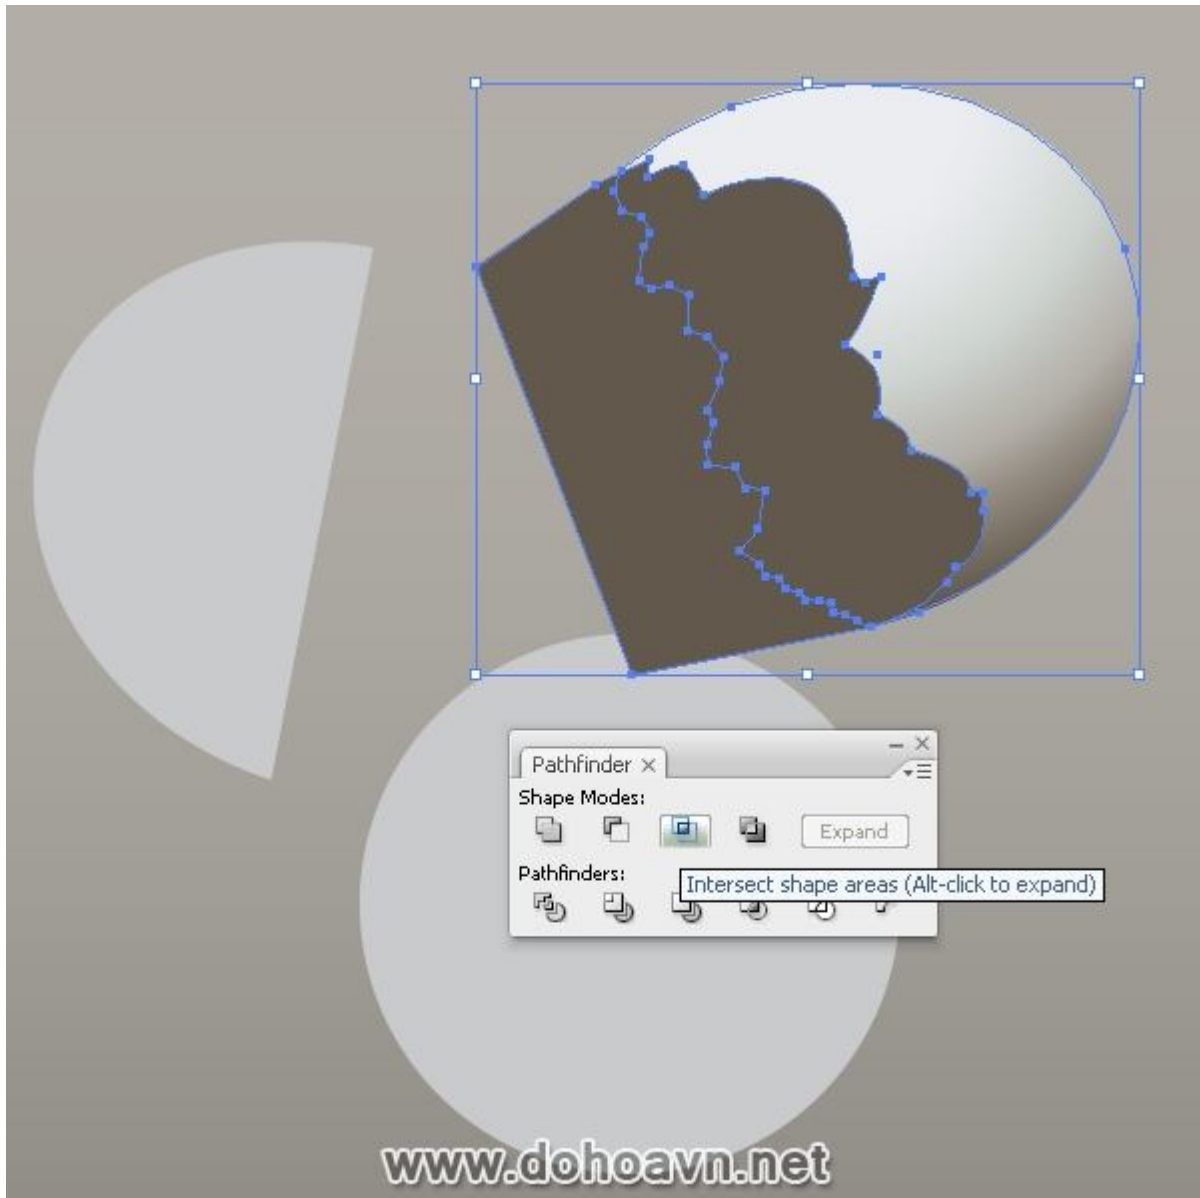 Pathfinder
Shape Modes:
Expand
Pathfinders:
Intersect shape areas (Alt-click to expand)
www.dohoavn.net